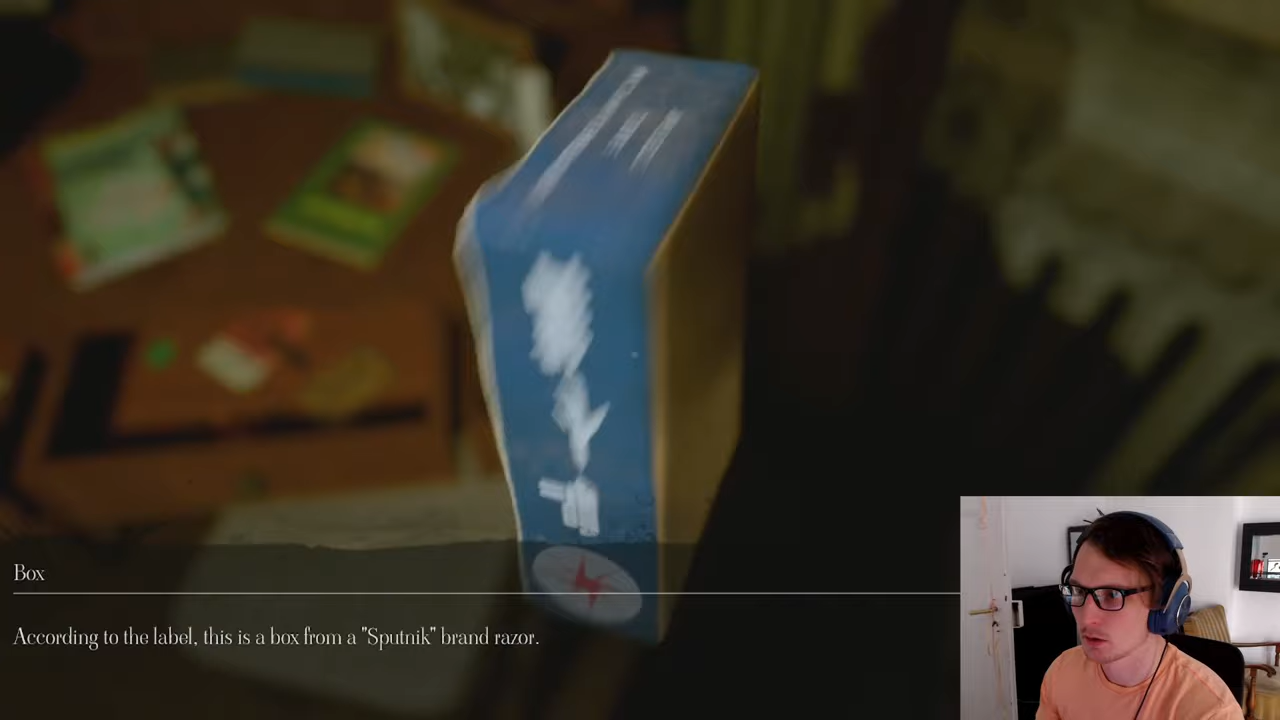 Box
According to the label, this is a box from a "Sputnik" brand razor.